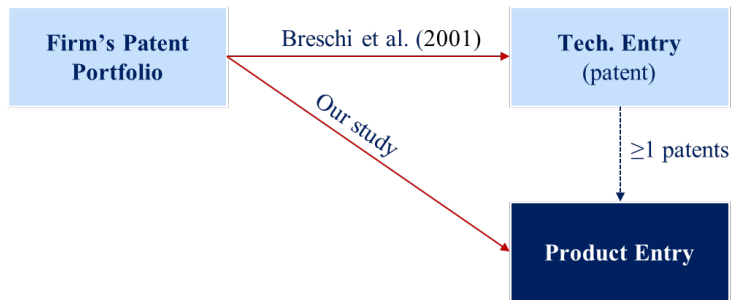 Firm’s Patent
Portfolio
Breschi et al. (2001)
Tech. Entry
(patent)
Our study
≥1 patents
Product Entry